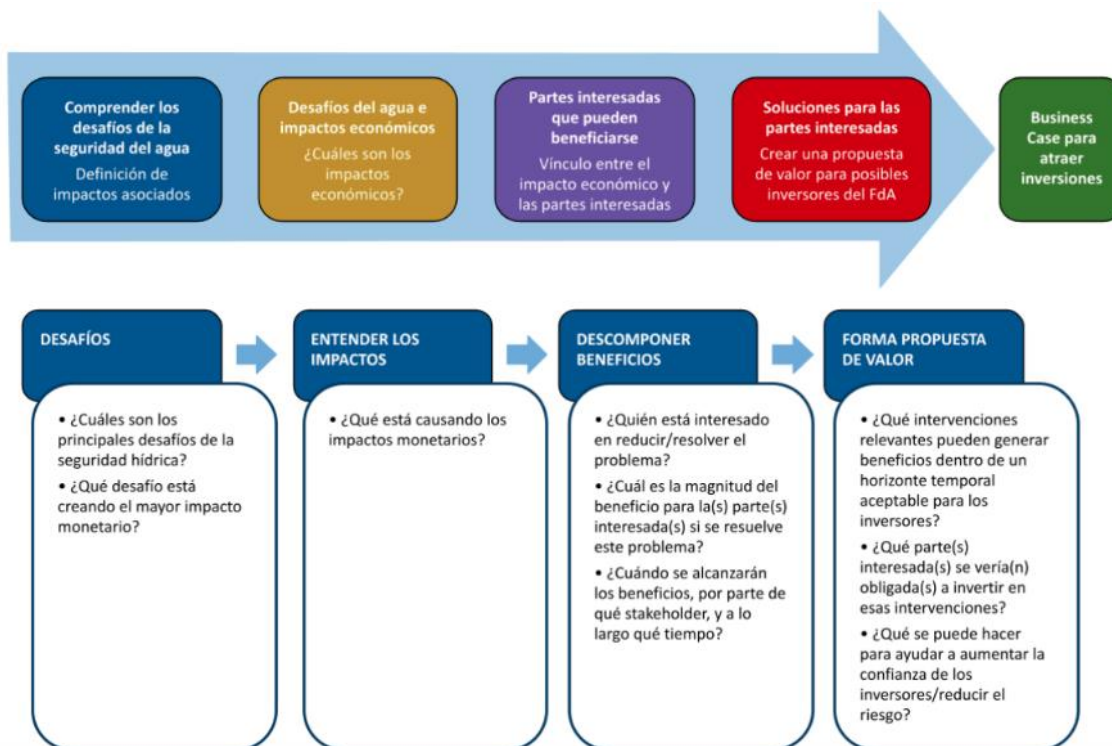 Comprender los
desafíos de la
seguridad del agua
Definición de
impactos asociados
Desafíos del agua e
impactos económicos
¿Cuáles son los
impactos
económicos?
Partes interesadas
que pueden
beneficiarse
Vínculo entre el
impacto económico y
las partes interesadas
Soluciones para las
partes interesadas
Crear una propuesta
de valor para posibles
inversores del FdA
Business
Case para
atraer
inversiones
DESAFÍOS
• ¿Cuáles son los
principales desafíos de la
seguridad hídrica?
• ¿Qué desafío está
creando el mayor impacto
monetario?
ENTENDER LOS
IMPACTOS
• ¿Qué está causando los
impactos monetarios?
DESCOMPONER
BENEFICIOS
• ¿Quién está interesado
en reducir/resolver el
problema?
• ¿Cuál es la magnitud del
beneficio para la(s) parte(s)
interesada(s) si se resuelve
este problema?
• ¿Cuándo se alcanzarán
los beneficios, por parte de
qué stakeholder, y a lo
largo qué tiempo?
FORMA PROPUESTA
DE VALOR
• ¿Qué intervenciones
relevantes pueden generar
beneficios dentro de un
horizonte temporal
aceptable para los
inversores?
• ¿Qué parte(s)
interesada(s) se vería(n)
obligada(s) a invertir en
esas intervenciones?
• ¿Qué se puede hacer
para ayudar a aumentar la
confianza de los
inversores/reducir el
riesgo?